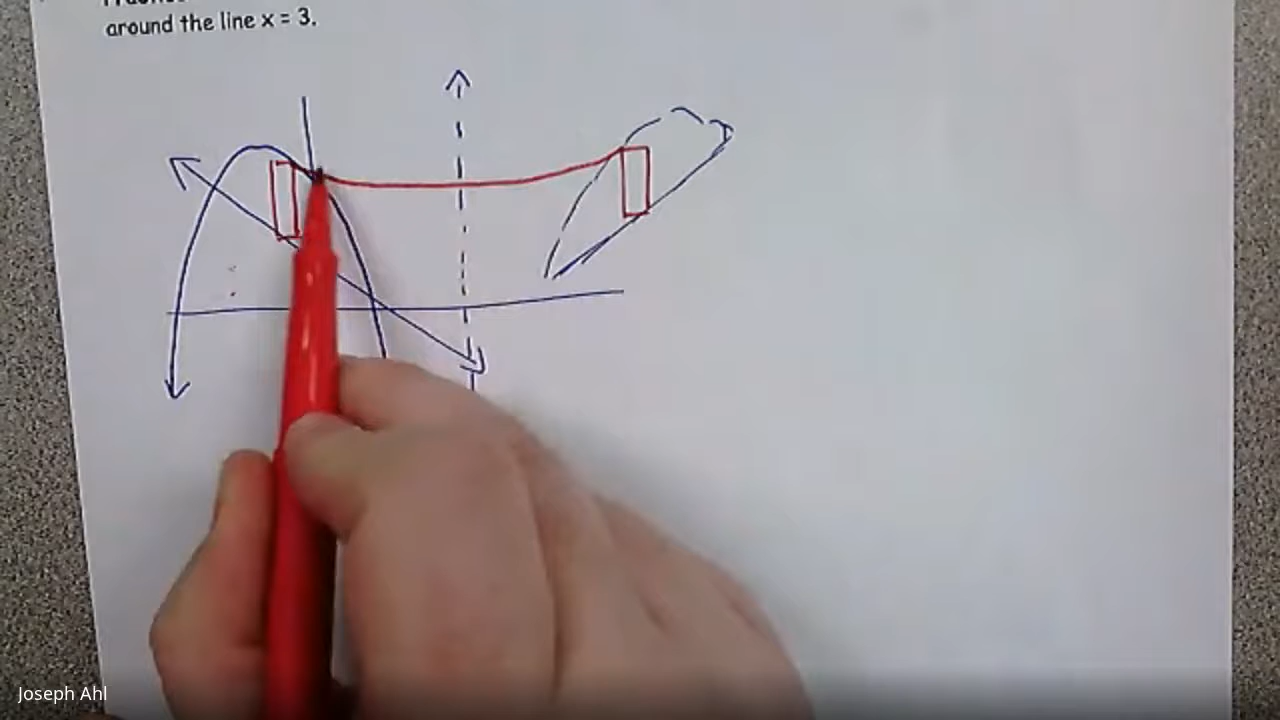 around the line x = 3.
Joseph Ahl